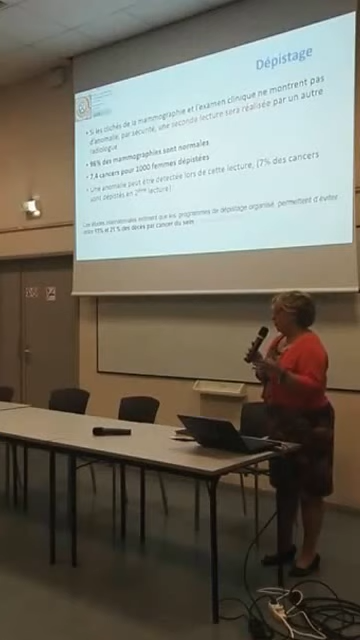 Dépistage
• Si les clichés de la mammographie et l'examen clinique ne montrent pas
d'anomalie, par sécurité, une seconde lecture sera réalisée par un autre
radiologue
• 96% des mammographies sont normales
• 7,4 cancers pour 1000 femmes dépistées
• Une anomalie peut être détectée lors de cette lecture, (7% des cancers
sont dépistés en 2ème lecture)
Les études internationales estiment que les programmes de dépistage organisé, permettent d'éviter
entre 15% et 21 % des décès par cancer du sein